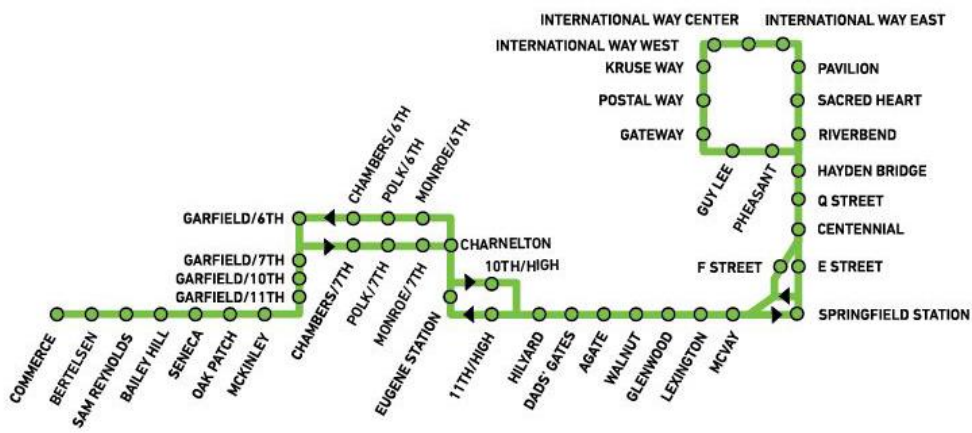 INTERNATIONAL WAY CENTER
INTERNATIONAL WAY EAST
INTERNATIONAL WAY WEST
KRUSE WAY
PAVILION
POSTAL WAY
SACRED HEART
GATEWAY
RIVERBEND
GUY LEE
PHEASANT
HAYDEN BRIDGE
Q STREET
CENTENNIAL
F STREET
E STREET
SPRINGFIELD STATION
CHAMBERS/6TH
POLK/6TH
MONROE/6TH
GARFIELD/6TH
CHARNELTON
GARFIELD/7TH
GARFIELD/10TH
GARFIELD/11TH
CHAMBERS/7TH
POLK/7TH
MONROE/7TH
10TH/HIGH
COMMERCE
BERTELSEN
SAM REYNOLDS
BAILEY HILL
SENECA
OAK PATCH
MCKINLEY
EUGENE STATION
11TH/HIGH
HILYARD
DADS' GATES
AGATE
WALNUT
GLENWOOD
LEXINGTON
MCVAY